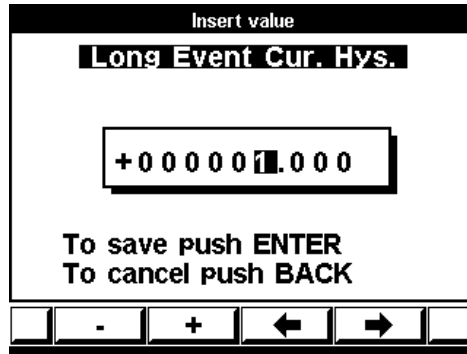 Insert value
Long Event Cur. Hys.
+000001.000
To save push ENTER
To cancel push BACK
- + ← →